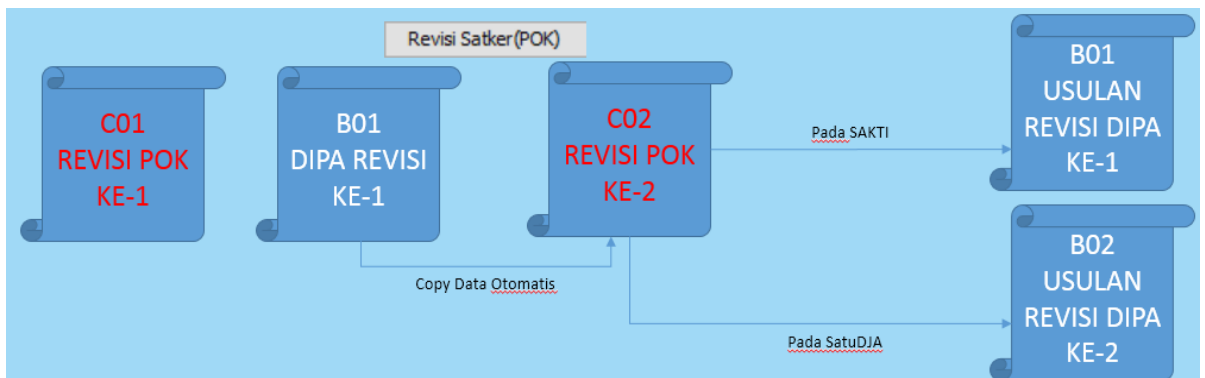 Revisi Satker(POK)
C01
REVISI POK
KE-1
B01
DIPA REVISI
KE-1
C02
REVISI POK
KE-2
Copy Data Otomatis
Pada SAKTI
Pada SatuDJA
B01
USULAN
REVISI DIPA
KE-1
B02
USULAN
REVISI DIPA
KE-2